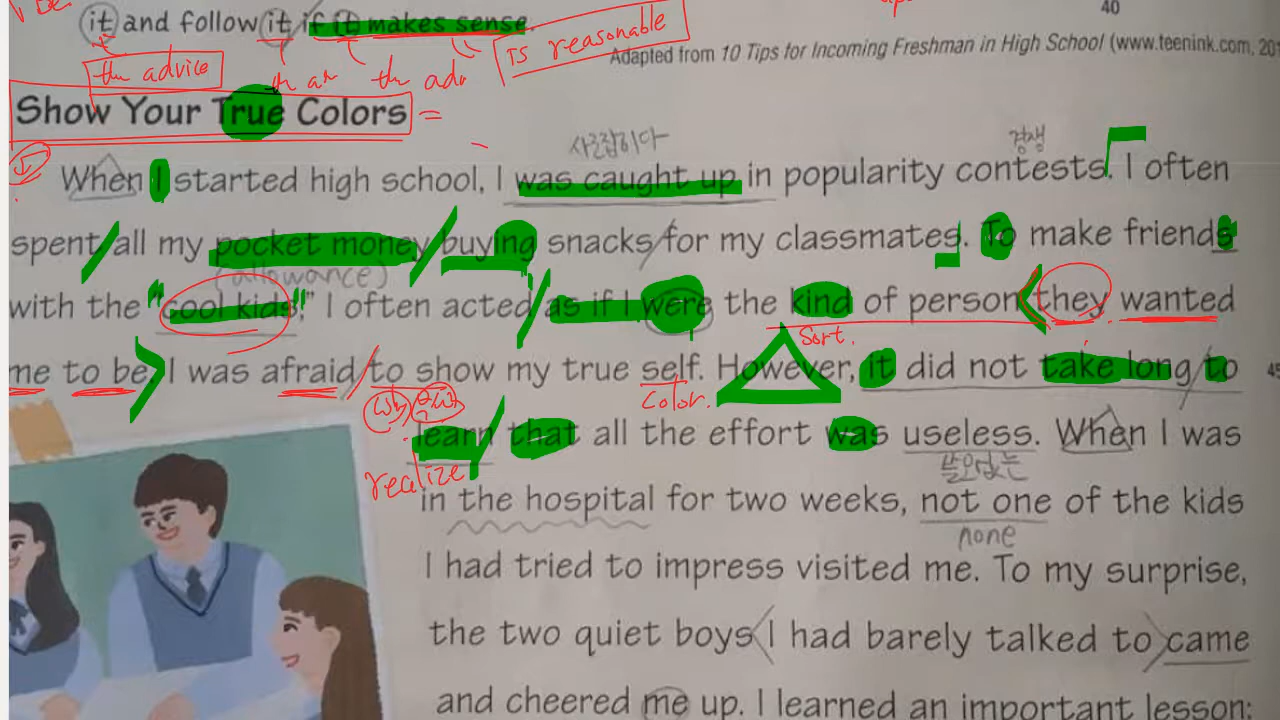 it and follow it if it makes sense.
is reasonable
40
the advice
Adapted from 10 Tips for Incoming Freshman in High School (www.teenink.com, 201
Show Your True Colors =
경쟁
When I started high school, I was caught up in popularity contests. I often
spent all my pocket money buying snacks for my classmates. To make friends
(allowance)
with the "cool kids," I often acted as if I were the kind of person they wanted
Sort.
me to be. I was afraid to show my true self. However, it did not take long to
Color.
learn that all the effort was useless. When I was
realize
쓸모없는
in the hospital for two weeks, not one of the kids
none
I had tried to impress visited me. To my surprise,
the two quiet boys I had barely talked to came
and cheered me up. I learned an important lesson: